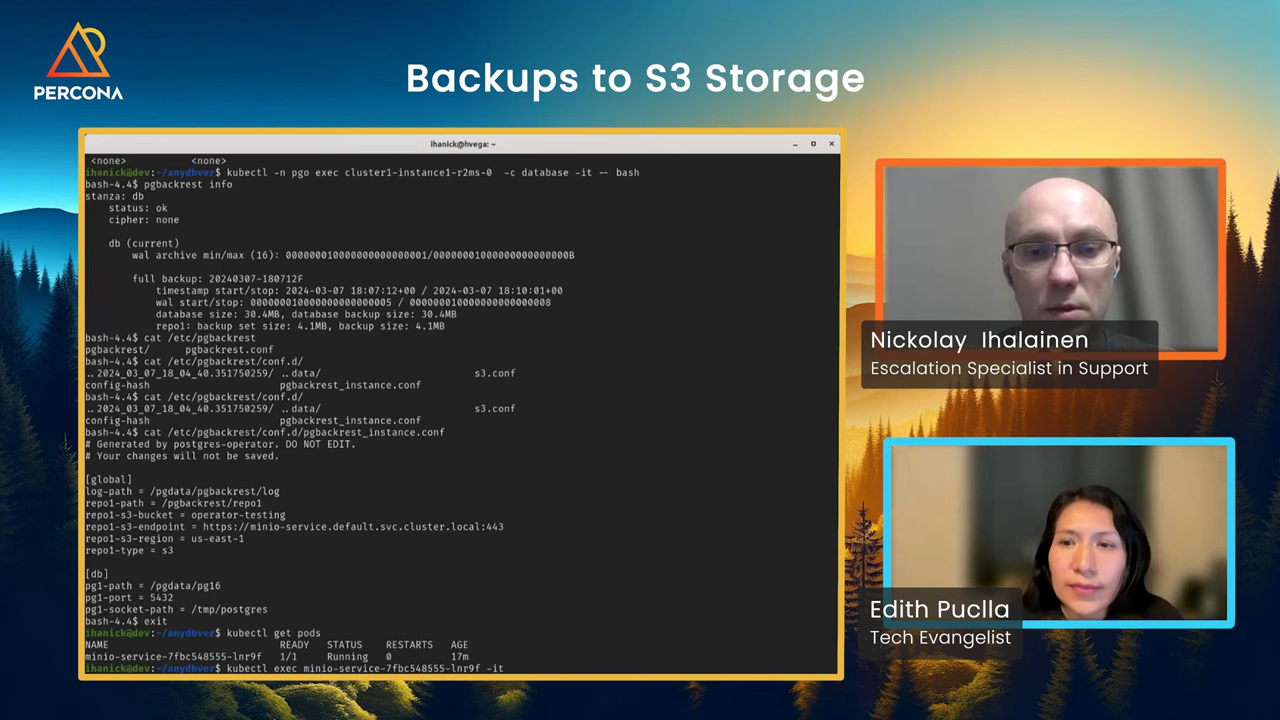 PERCONA
Backups to S3 Storage
ihanick@hvega: ~
<none> <none>
ihanick@dev:~/anydbver$ kubectl -n pgo exec cluster1-instance1-r2ms-0 -c database -it -- bash
bash-4.4$ pgbackrest info
stanza: db
status: ok
cipher: none
db (current)
wal archive min/max (16): 000000010000000000000001/00000001000000000000000B
full backup: 20240307-180712F
timestamp start/stop: 2024-03-07 18:07:12+00 / 2024-03-07 18:10:01+00
wal start/stop: 000000010000000000000005 / 000000010000000000000008
database size: 30.4MB, database backup size: 30.4MB
repo1: backup set size: 4.1MB, backup size: 4.1MB
bash-4.4$ cat /etc/pgbackrest
pgbackrest/ pgbackrest.conf
bash-4.4$ cat /etc/pgbackrest/conf.d/
..2024_03_07_18_04_40.351750259/ ..data/ s3.conf
config-hash pgbackrest_instance.conf
bash-4.4$ cat /etc/pgbackrest/conf.d/
..2024_03_07_18_04_40.351750259/ ..data/ s3.conf
config-hash pgbackrest_instance.conf
bash-4.4$ cat /etc/pgbackrest/conf.d/pgbackrest_instance.conf
# Generated by postgres-operator. DO NOT EDIT.
# Your changes will not be saved.
[global]
log-path = /pgdata/pgbackrest/log
repo1-path = /pgbackrest/repo1
repo1-s3-bucket = operator-testing
repo1-s3-endpoint = https://minio-service.default.svc.cluster.local:443
repo1-s3-region = us-east-1
repo1-type = s3
[db]
pg1-path = /pgdata/pg16
pg1-port = 5432
pg1-socket-path = /tmp/postgres
bash-4.4$ exit
ihanick@dev:~/anydbver$ kubectl get pods
NAME READY STATUS RESTARTS AGE
minio-service-7fbc548555-lnr9f 1/1 Running 0 17m
ihanick@dev:~/anydbver$ kubectl exec minio-service-7fbc548555-lnr9f -it
Nickolay Ihalainen
Escalation Specialist in Support
Edith Puclla
Tech Evangelist